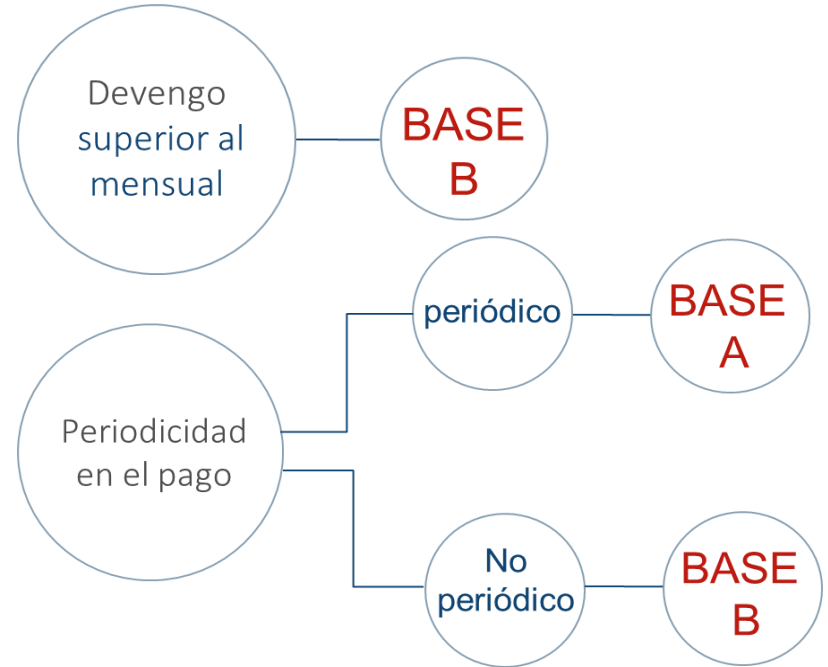 Devengo
superior al
mensual
BASE
B
Periodicidad
en el pago
periódico
BASE
A
No
periódico
BASE
B